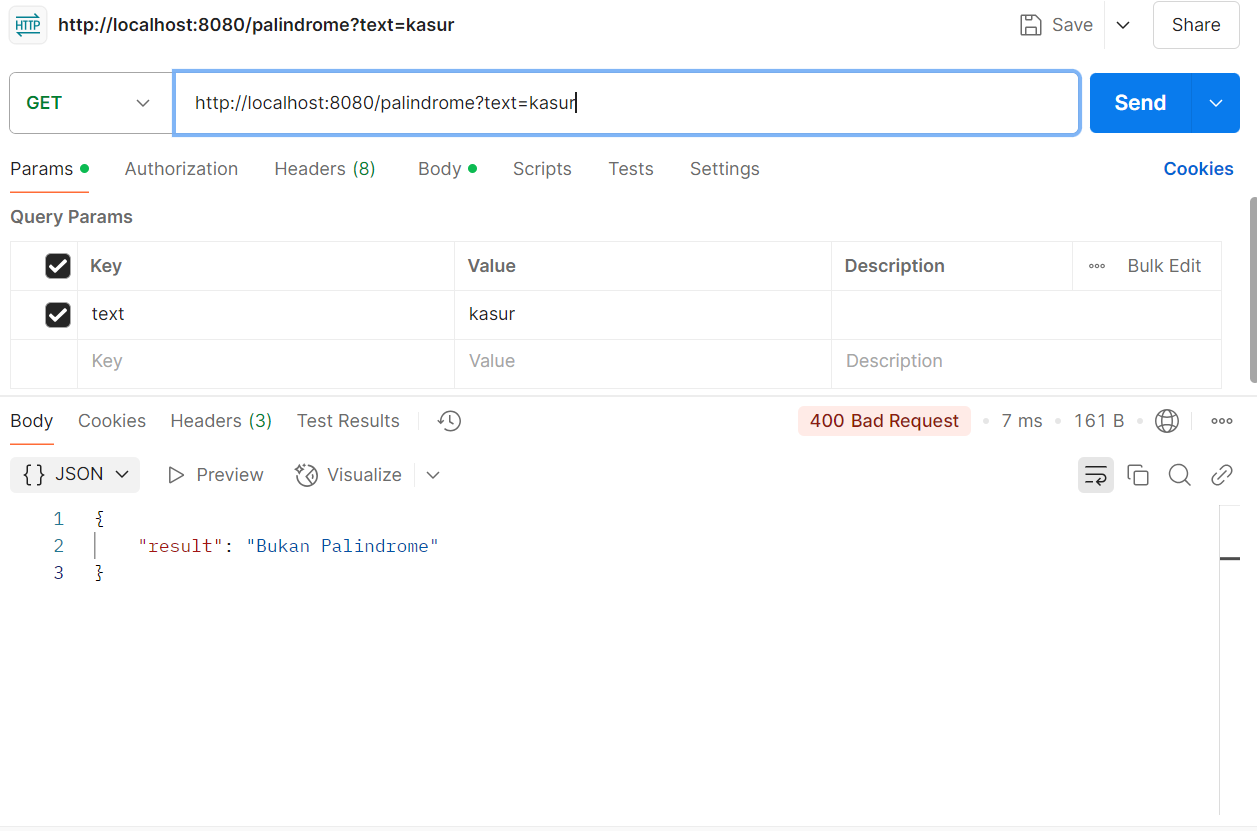 HTTP http://localhost:8080/palindrome?text=kasur Save Share
GET http://localhost:8080/palindrome?text=kasur Send
Params Authorization Headers (8) Body Scripts Tests Settings Cookies
Query Params
Key Value Description Bulk Edit
text kasur
Key Value Description
Body Cookies Headers (3) Test Results 400 Bad Request 7 ms 161 B
{} JSON Preview Visualize
1 {
2 "result": "Bukan Palindrome"
3 }